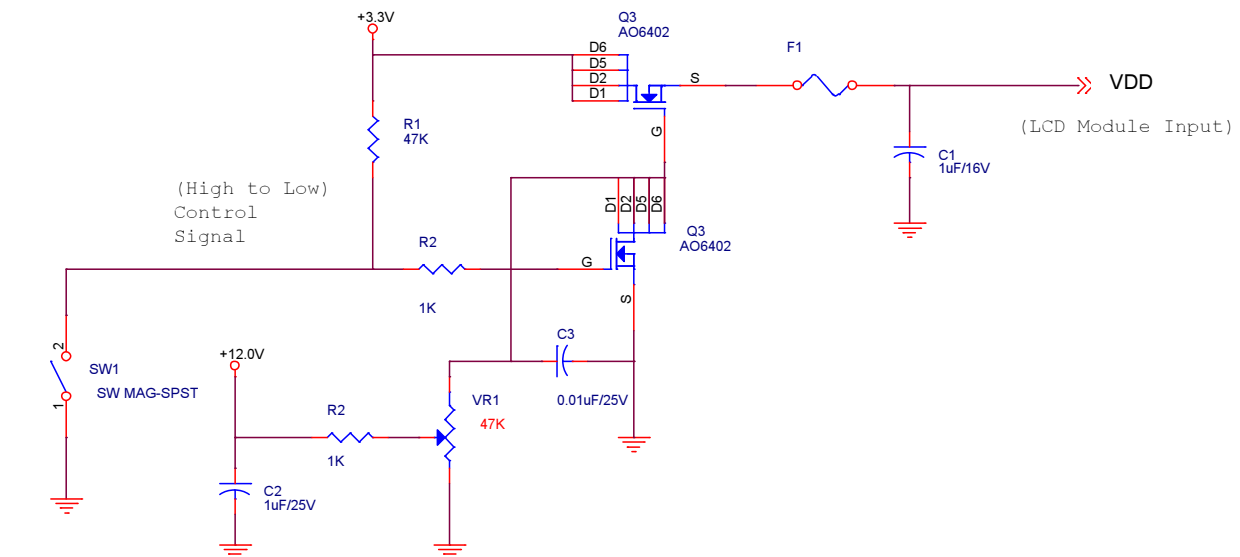 +3.3V
Q3
AO6402
D6
D5
D2
D1
S
G
F1
VDD
(LCD Module Input)
R1
47K
C1
1uF/16V
(High to Low)
Control
Signal
D1
D2
D5
D6
Q3
AO6402
R2
1K
G
S
2
1
SW1
SW MAG-SPST
+12.0V
C3
0.01uF/25V
R2
1K
VR1
47K
C2
1uF/25V